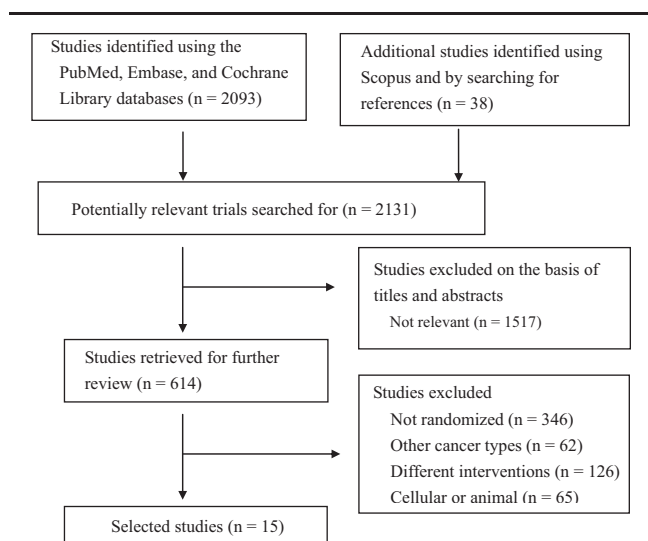 Studies identified using the
PubMed, Embase, and Cochrane
Library databases (n = 2093)
Additional studies identified using
Scopus and by searching for
references (n = 38)
Potentially relevant trials searched for (n = 2131)
Studies excluded on the basis of
titles and abstracts
Not relevant (n = 1517)
Studies retrieved for further
review (n = 614)
Studies excluded
Not randomized (n = 346)
Other cancer types (n = 62)
Different interventions (n = 126)
Cellular or animal (n = 65)
Selected studies (n = 15)